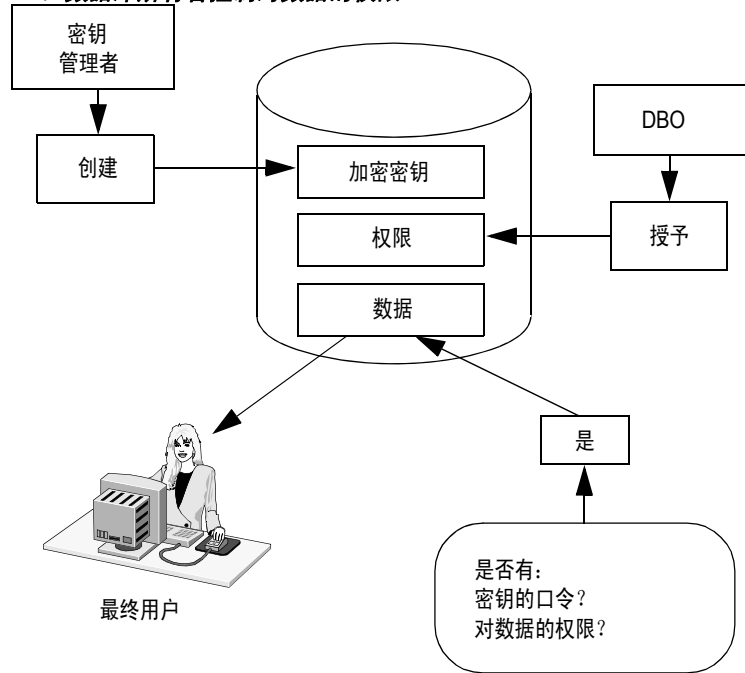 密钥
管理者
DBO
创建
加密密钥
权限
授予
数据
是
是否有:
密钥的口令?
对数据的权限?
最终用户